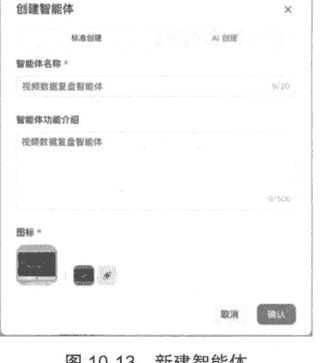 创建智能体
标准创建 AI 创建
智能体名称 *
视频数据复盘智能体 9/20
智能体功能介绍
视频数据复盘智能体
9/500
图标 *
取消 确认
图 10-13 新建智能体